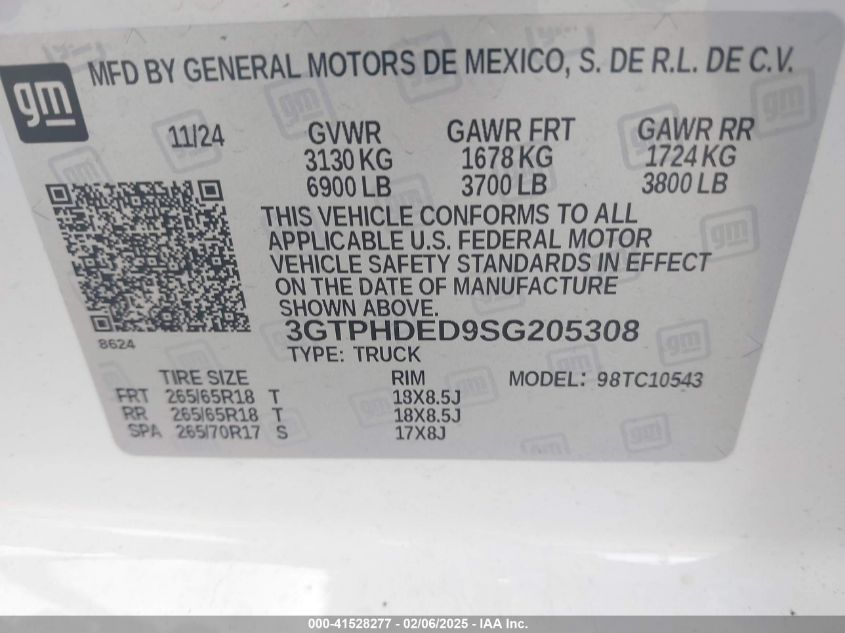 gm MFD BY GENERAL MOTORS DE MEXICO, S. DE R.L. DE C.V.
11/24 GVWR GAWR FRT GAWR RR
3130 KG 1678 KG 1724 KG
6900 LB 3700 LB 3800 LB
THIS VEHICLE CONFORMS TO ALL
APPLICABLE U.S. FEDERAL MOTOR
VEHICLE SAFETY STANDARDS IN EFFECT
ON THE DATE OF MANUFACTURE
SHOWN ABOVE.
3GTPHDED9SG205308
8624
TYPE: TRUCK
TIRE SIZE RIM MODEL: 98TC10543
FRT 265/65R18 T 18X8.5J
RR 265/65R18 T 18X8.5J
SPA 265/70R17 S 17X8J
000-41528277 - 02/06/2025 - IAA Inc.